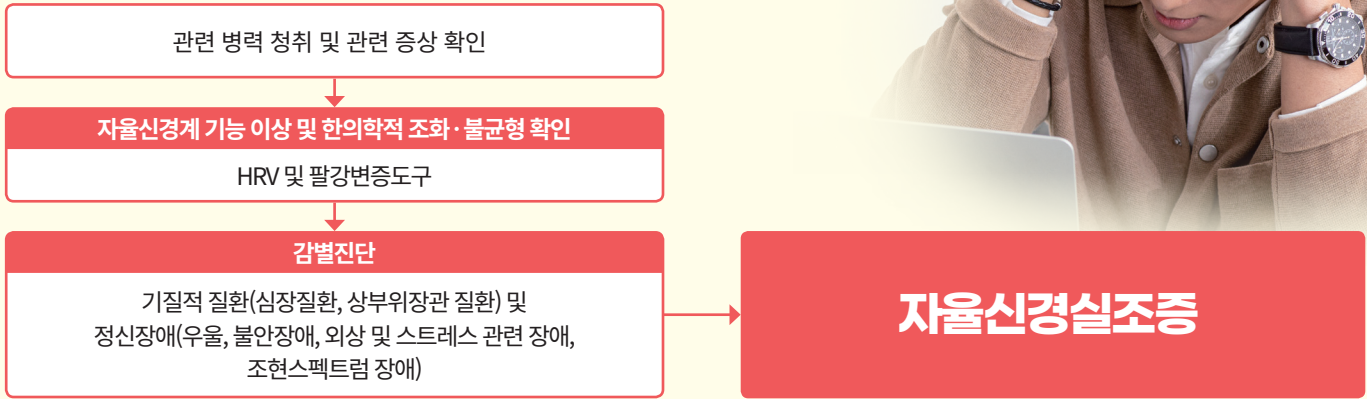 관련 병력 청취 및 관련 증상 확인
자율신경계 기능 이상 및 한의학적 조화·불균형 확인
HRV 및 팔강변증도구
감별진단
기질적 질환(심장질환, 상부위장관 질환) 및
정신장애(우울, 불안장애, 외상 및 스트레스 관련 장애,
조현스펙트럼 장애)
자율신경실조증